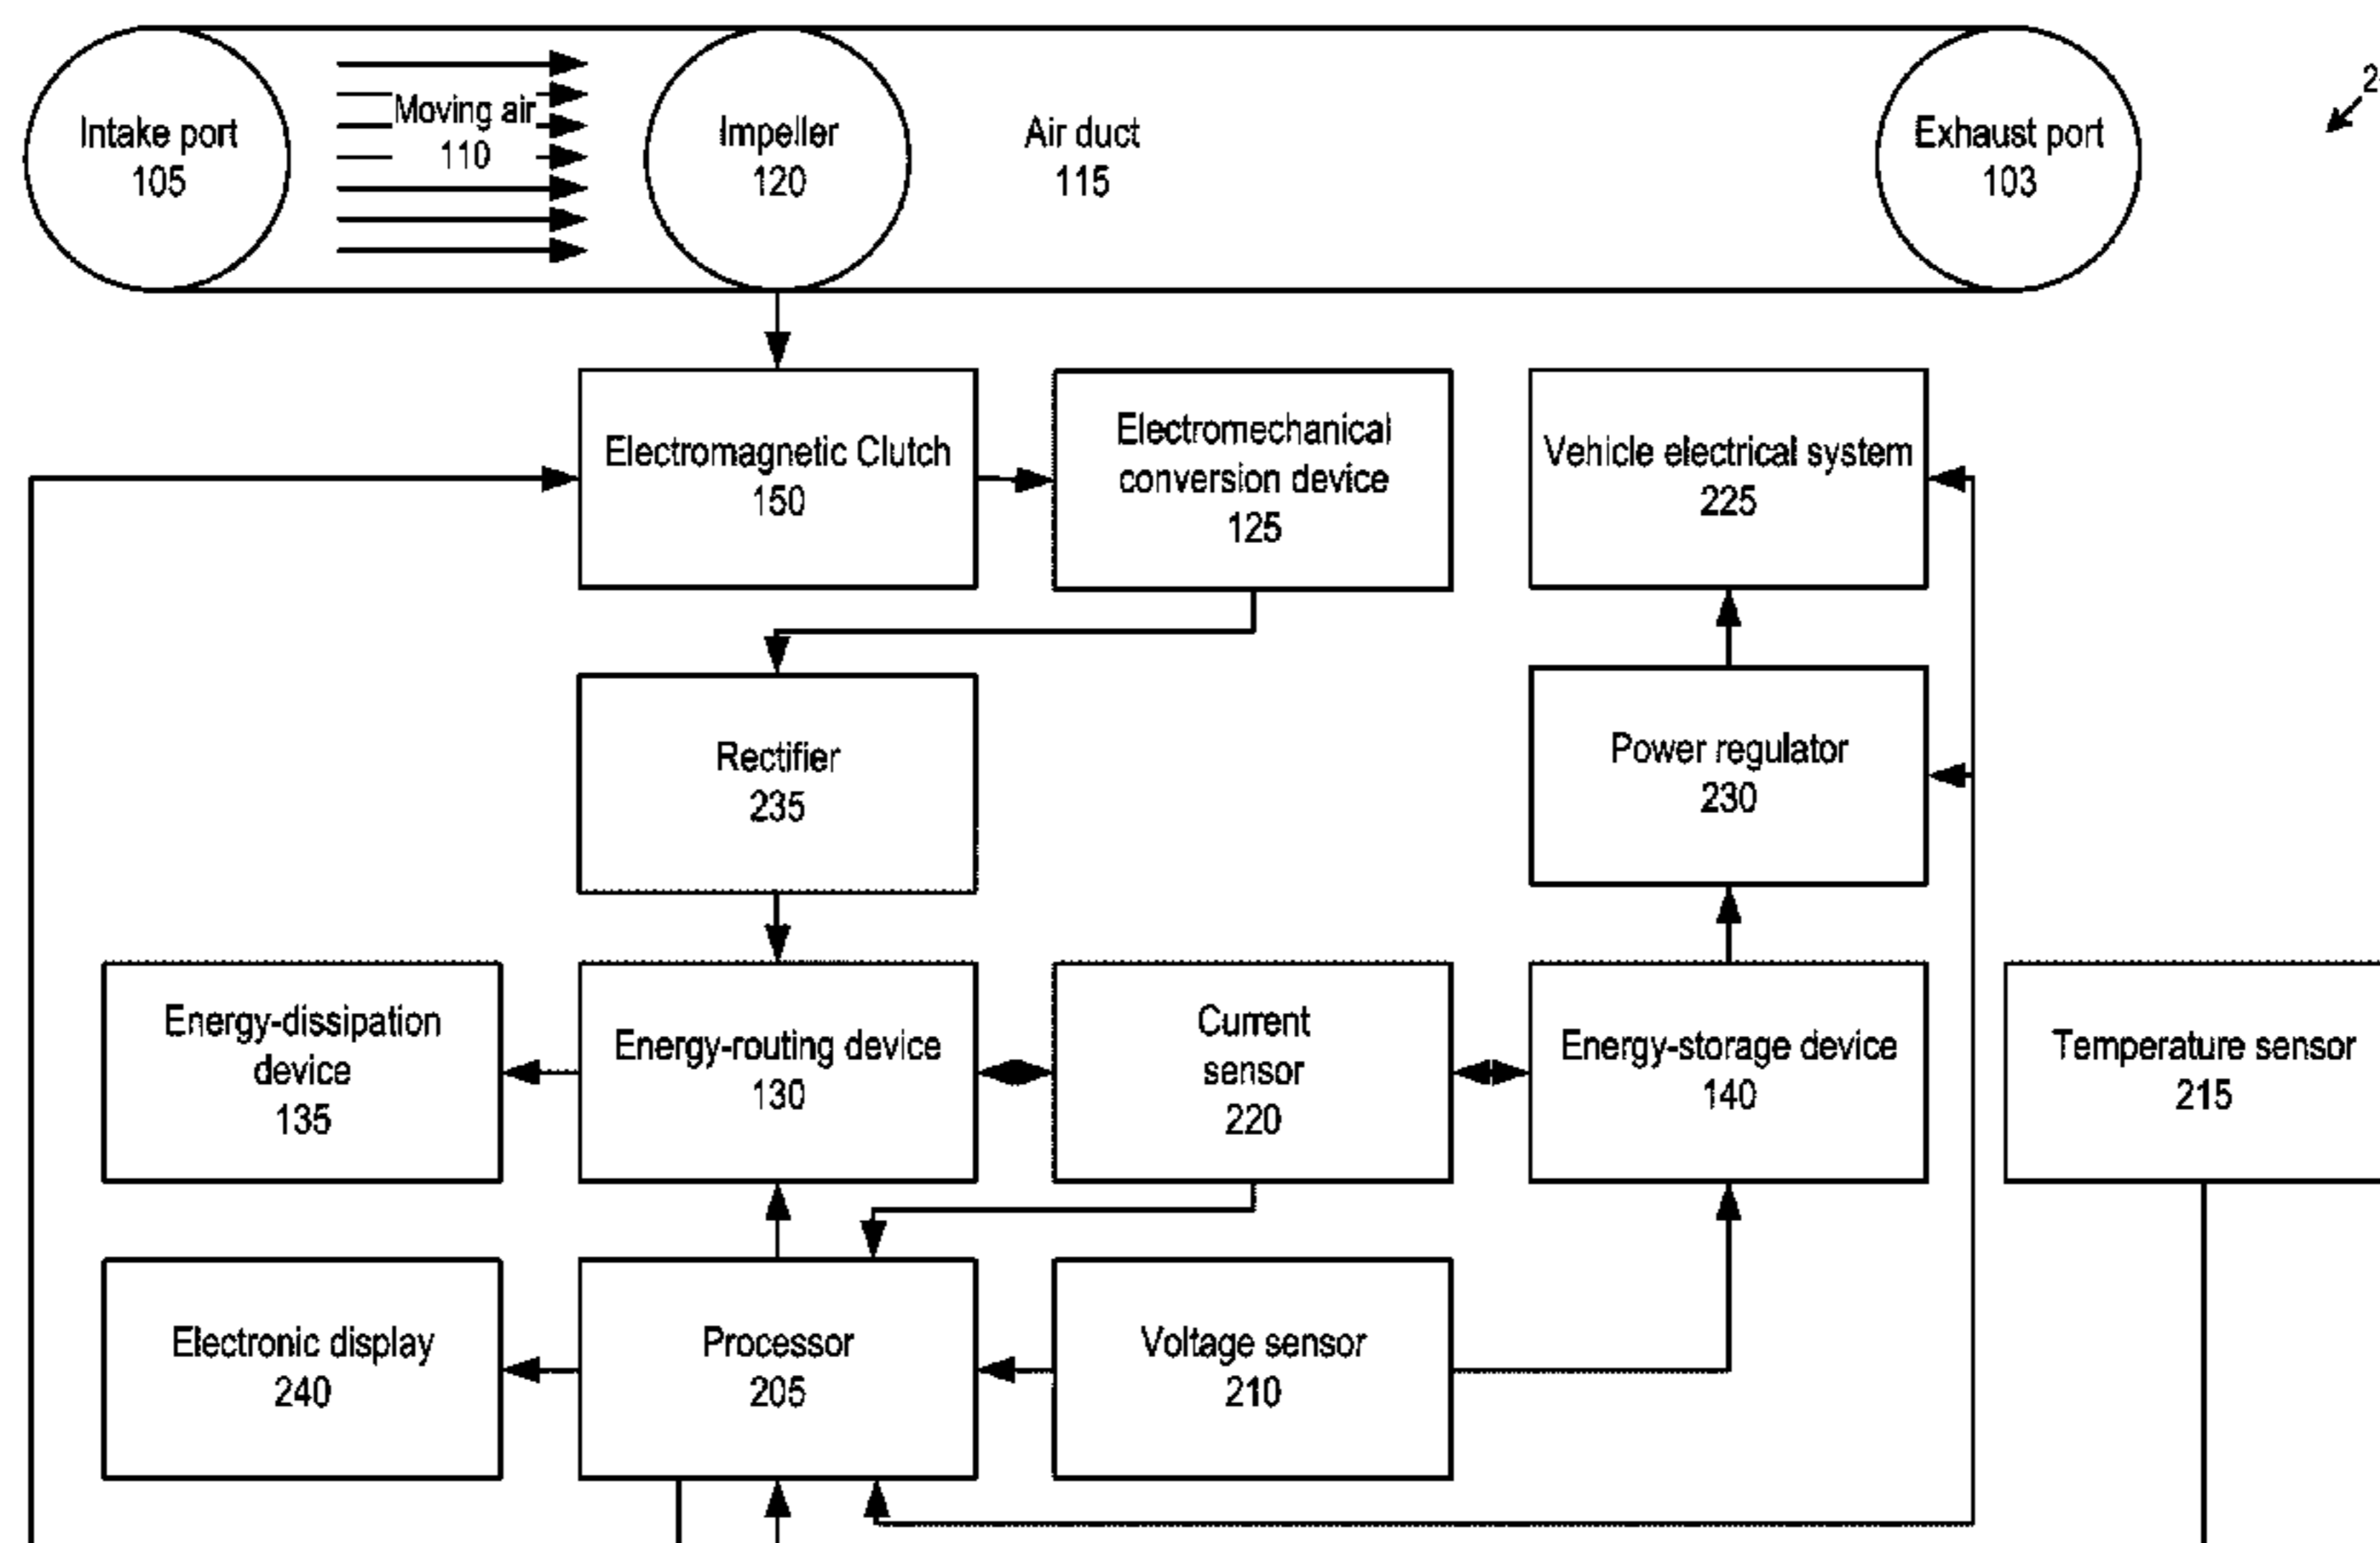 Intake port
105
Moving air
110
Impeller
120
Air duct
115
Exhaust port
103
Electromagnetic Clutch
150
Electromechanical
conversion device
125
Vehicle electrical system
225
Rectifier
235
Power regulator
230
Energy-dissipation
device
135
Energy-routing device
130
Current
sensor
220
Energy-storage device
140
Temperature sensor
215
Electronic display
240
Processor
205
Voltage sensor
210